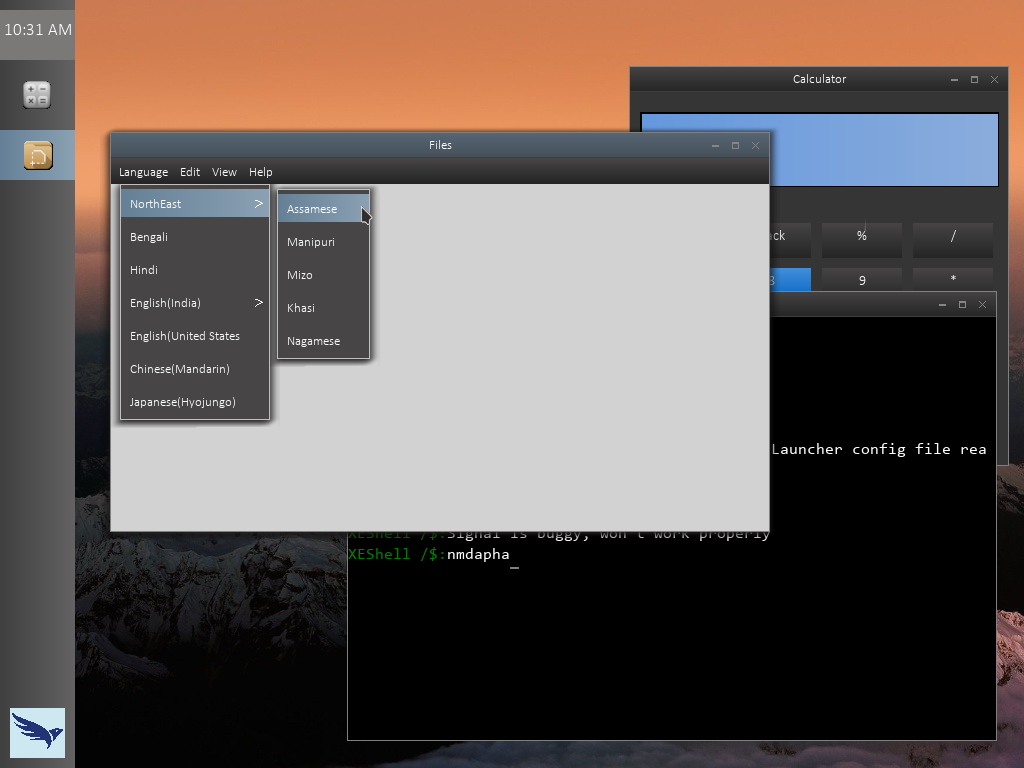 10:31 AM
Calculator
% /
9 *
Files
Language Edit View Help
NorthEast >
Bengali
Hindi
English(India) >
English(United States
Chinese(Mandarin)
Japanese(Hyojungo)
Assamese
Manipuri
Mizo
Khasi
Nagamese
Launcher config file rea
XEShell /$:Signal is buggy, won't work properly
XEShell /$:nmdapha_